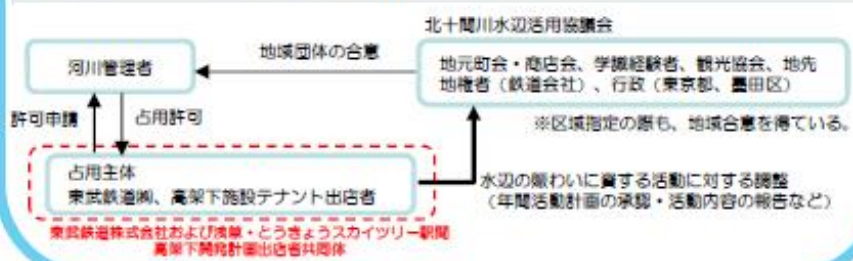 北十間川水辺活用協議会
地域団体の合意
河川管理者
地元町会・商店会、学識経験者、観光協会、地先
地権者（鉄道会社）、行政（東京都、墨田区）
許可申請
占用許可
※区域指定の際も、地域合意を得ている。
占用主体
東武鉄道㈱、高架下施設テナント出店者
水辺の賑わいに資する活動に対する調整
（年間活動計画の承認・活動内容の報告など）
東武鉄道株式会社および浅草・とうきょうスカイツリー駅間
高架下開発計画出店者共同体